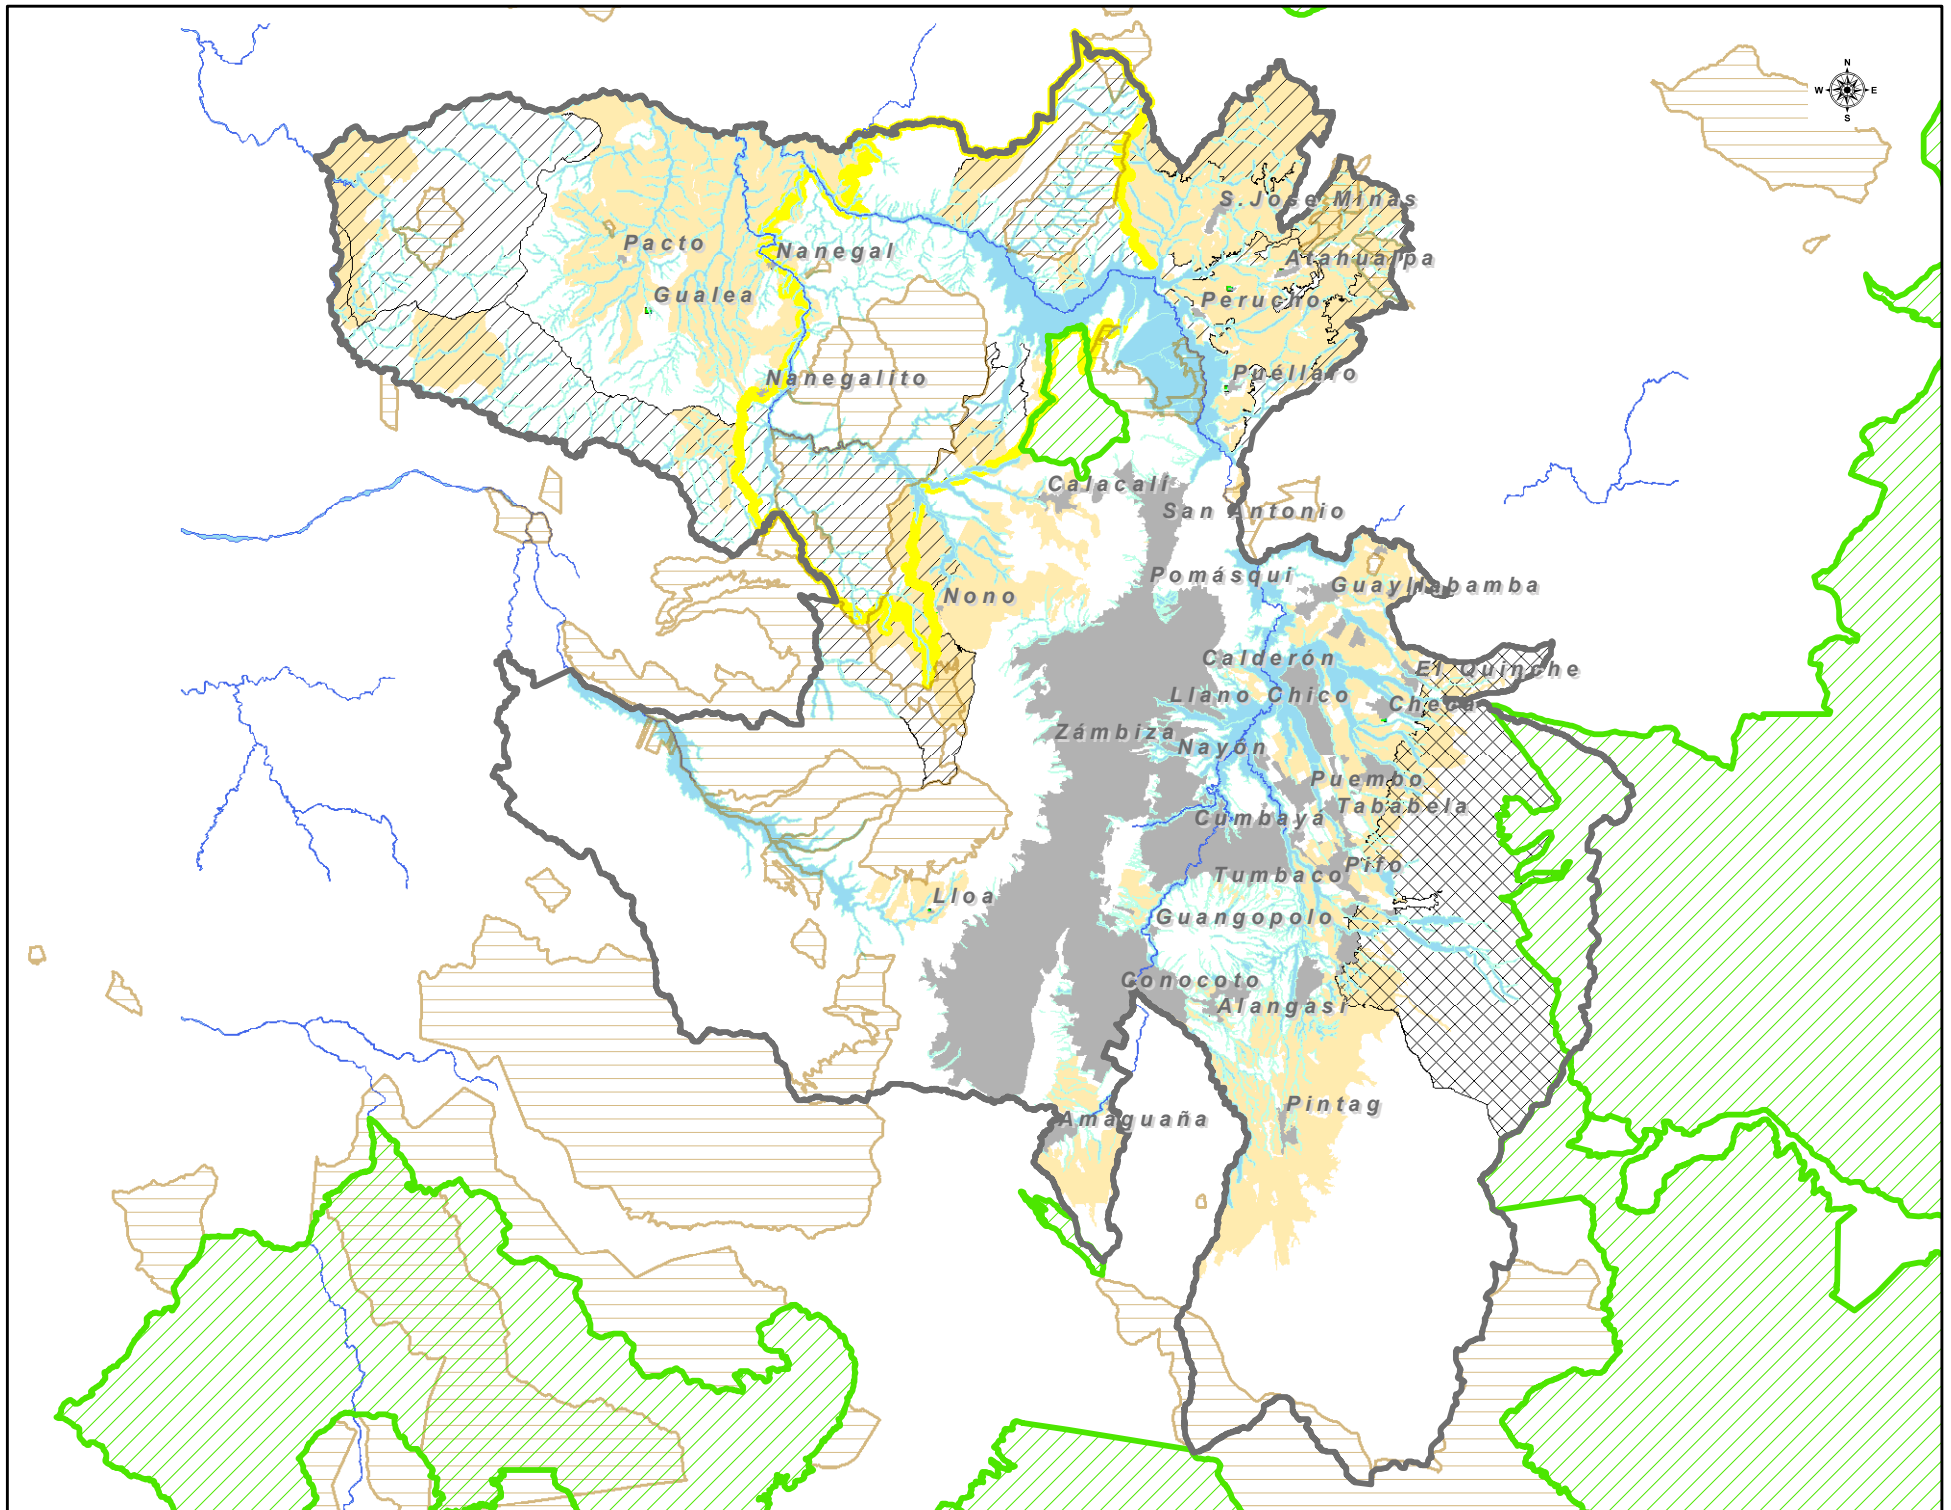 N
W E
S
S.Jose Minas
Pacto
Nanegal
Atahualpa
Gualea
Perucho
Nanegalito
Puéllaro
Calacalí
San Antonio
Pomásqui
Guayllabamba
Nono
Calderón
El Quinche
Llano Chico
Checa
Zámbiza
Nayón
Puembo
Tababela
Cumbayá
Pifo
Tumbaco
Lloa
Guangopolo
Conocoto
Alangasí
Pintag
Amaguaña